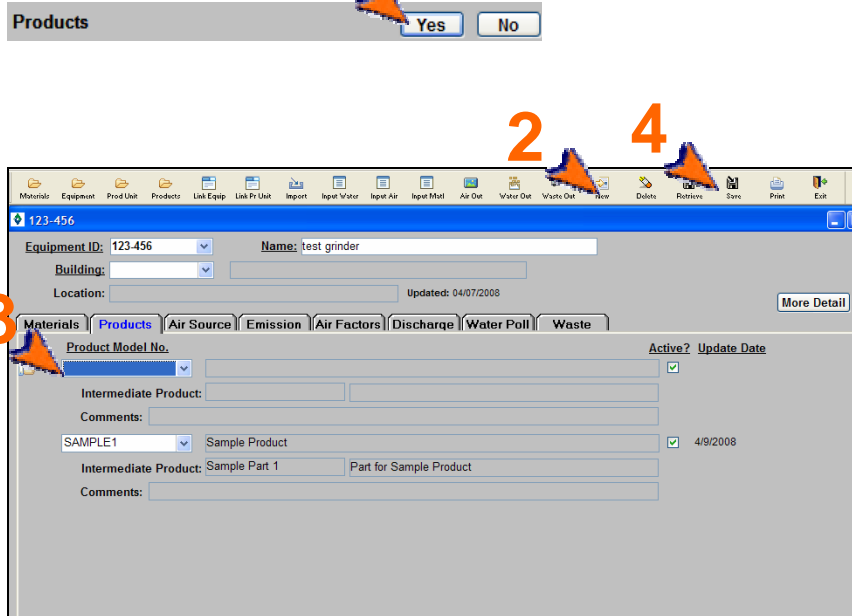 Products Yes No
2 4
Materials Equipment Prod Unit Products Link Equip Link Pr Unit Import Input Water Input Air Input Matl Air Out Water Out Waste Out New Delete Retrieve Save Print Exit
123-456
Equipment ID: 123-456 Name: test grinder
Building:
Location: Updated: 04/07/2008 More Detail
3
Materials Products Air Source Emission Air Factors Discharge Water Poll Waste
Product Model No. Active? Update Date
Intermediate Product:
Comments:
SAMPLE1 Sample Product 4/9/2008
Intermediate Product: Sample Part 1 Part for Sample Product
Comments: